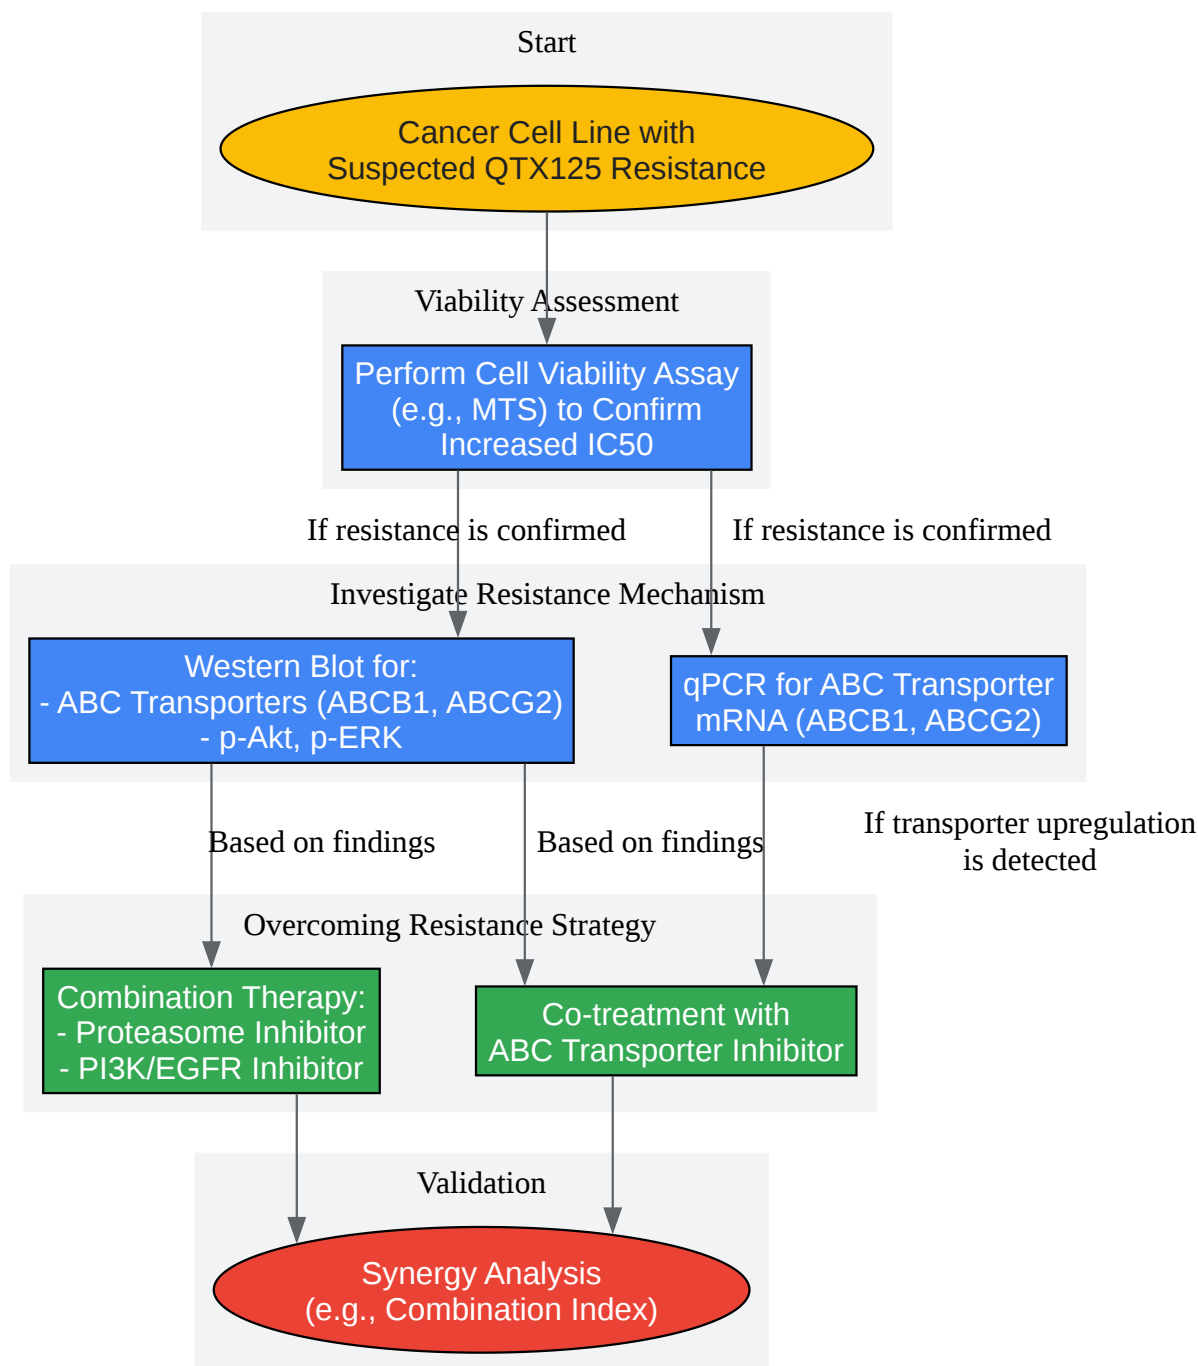 Start
Cancer Cell Line with
Suspected QTX125 Resistance
Viability Assessment
Perform Cell Viability Assay
(e.g., MTS) to Confirm
Increased IC50
If resistance is confirmed
If resistance is confirmed
Investigate Resistance Mechanism
Western Blot for:
- ABC Transporters (ABCB1, ABCG2)
- p-Akt, p-ERK
qPCR for ABC Transporter
mRNA (ABCB1, ABCG2)
Based on findings
Based on findings
If transporter upregulation
is detected
Overcoming Resistance Strategy
Combination Therapy:
- Proteasome Inhibitor
- PI3K/EGFR Inhibitor
Co-treatment with
ABC Transporter Inhibitor
Validation
Synergy Analysis
(e.g., Combination Index)